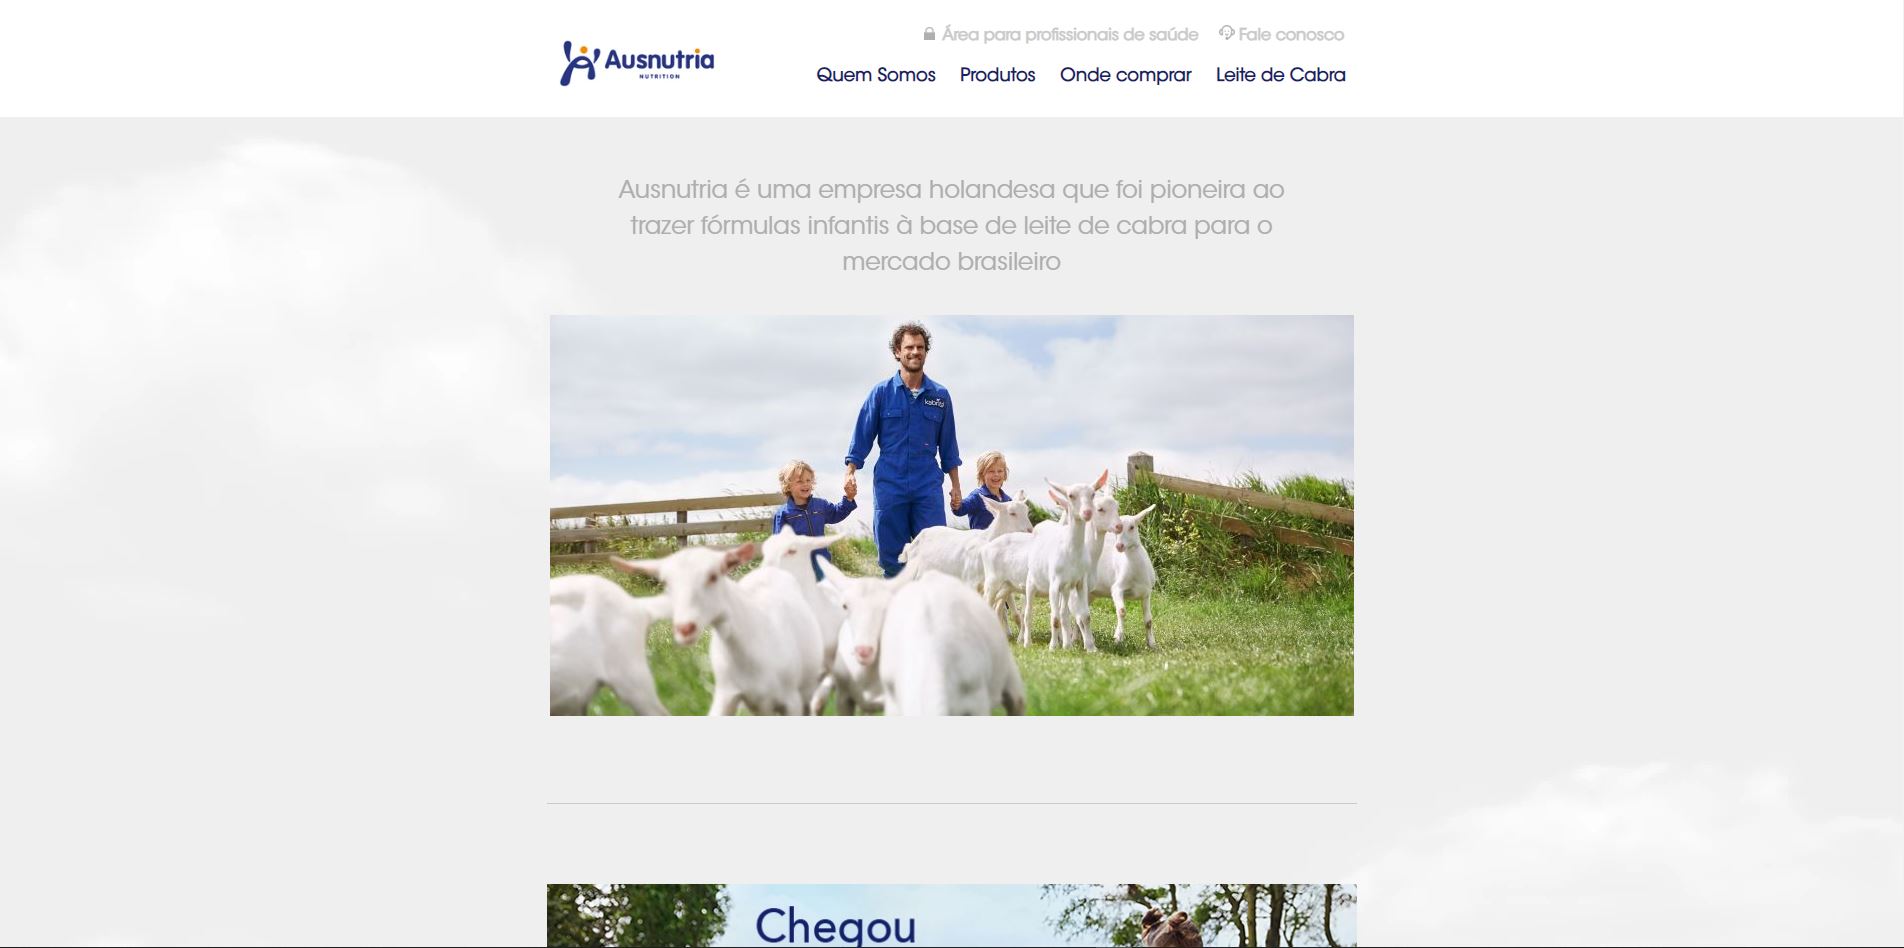 Área para profissionais de saúde Fale conosco
Ausnutria
NUTRITION
Quem Somos Produtos Onde comprar Leite de Cabra
Ausnutria é uma empresa holandesa que foi pioneira ao
trazer fórmulas infantis à base de leite de cabra para o
mercado brasileiro
Chegou